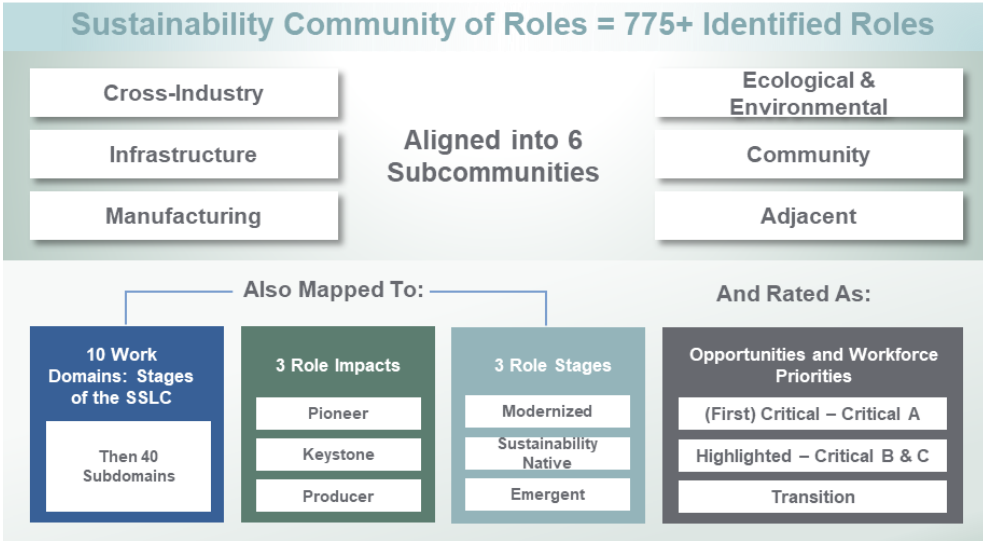 Sustainability Community of Roles = 775+ Identified Roles
Cross-Industry
Infrastructure
Manufacturing
Aligned into 6
Subcommunities
Ecological &
Environmental
Community
Adjacent
Also Mapped To:
And Rated As:
10 Work
Domains: Stages
of the SSLC
Then 40
Subdomains
3 Role Impacts
Pioneer
Keystone
Producer
3 Role Stages
Modernized
Sustainability
Native
Emergent
Opportunities and Workforce
Priorities
(First) Critical – Critical A
Highlighted – Critical B & C
Transition